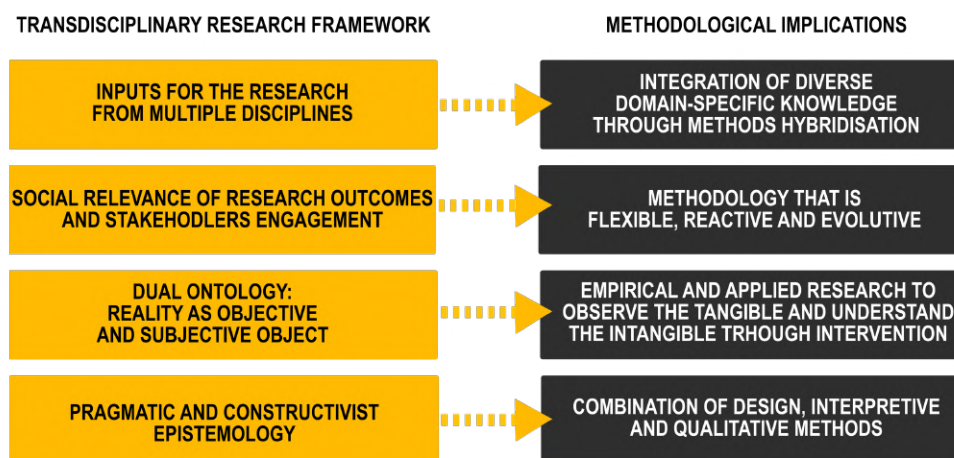 TRANSDISCIPLINARY RESEARCH FRAMEWORK
METHODOLOGICAL IMPLICATIONS
INPUTS FOR THE RESEARCH
FROM MULTIPLE DISCIPLINES
INTEGRATION OF DIVERSE
DOMAIN-SPECIFIC KNOWLEDGE
THROUGH METHODS HYBRIDISATION
SOCIAL RELEVANCE OF RESEARCH OUTCOMES
AND STAKEHODLERS ENGAGEMENT
METHODOLOGY THAT IS
FLEXIBLE, REACTIVE AND EVOLUTIVE
DUAL ONTOLOGY:
REALITY AS OBJECTIVE
AND SUBJECTIVE OBJECT
EMPIRICAL AND APPLIED RESEARCH TO
OBSERVE THE TANGIBLE AND UNDERSTAND
THE INTANGIBLE TRHOUGH INTERVENTION
PRAGMATIC AND CONSTRUCTIVIST
EPISTEMOLOGY
COMBINATION OF DESIGN, INTERPRETIVE
AND QUALITATIVE METHODS